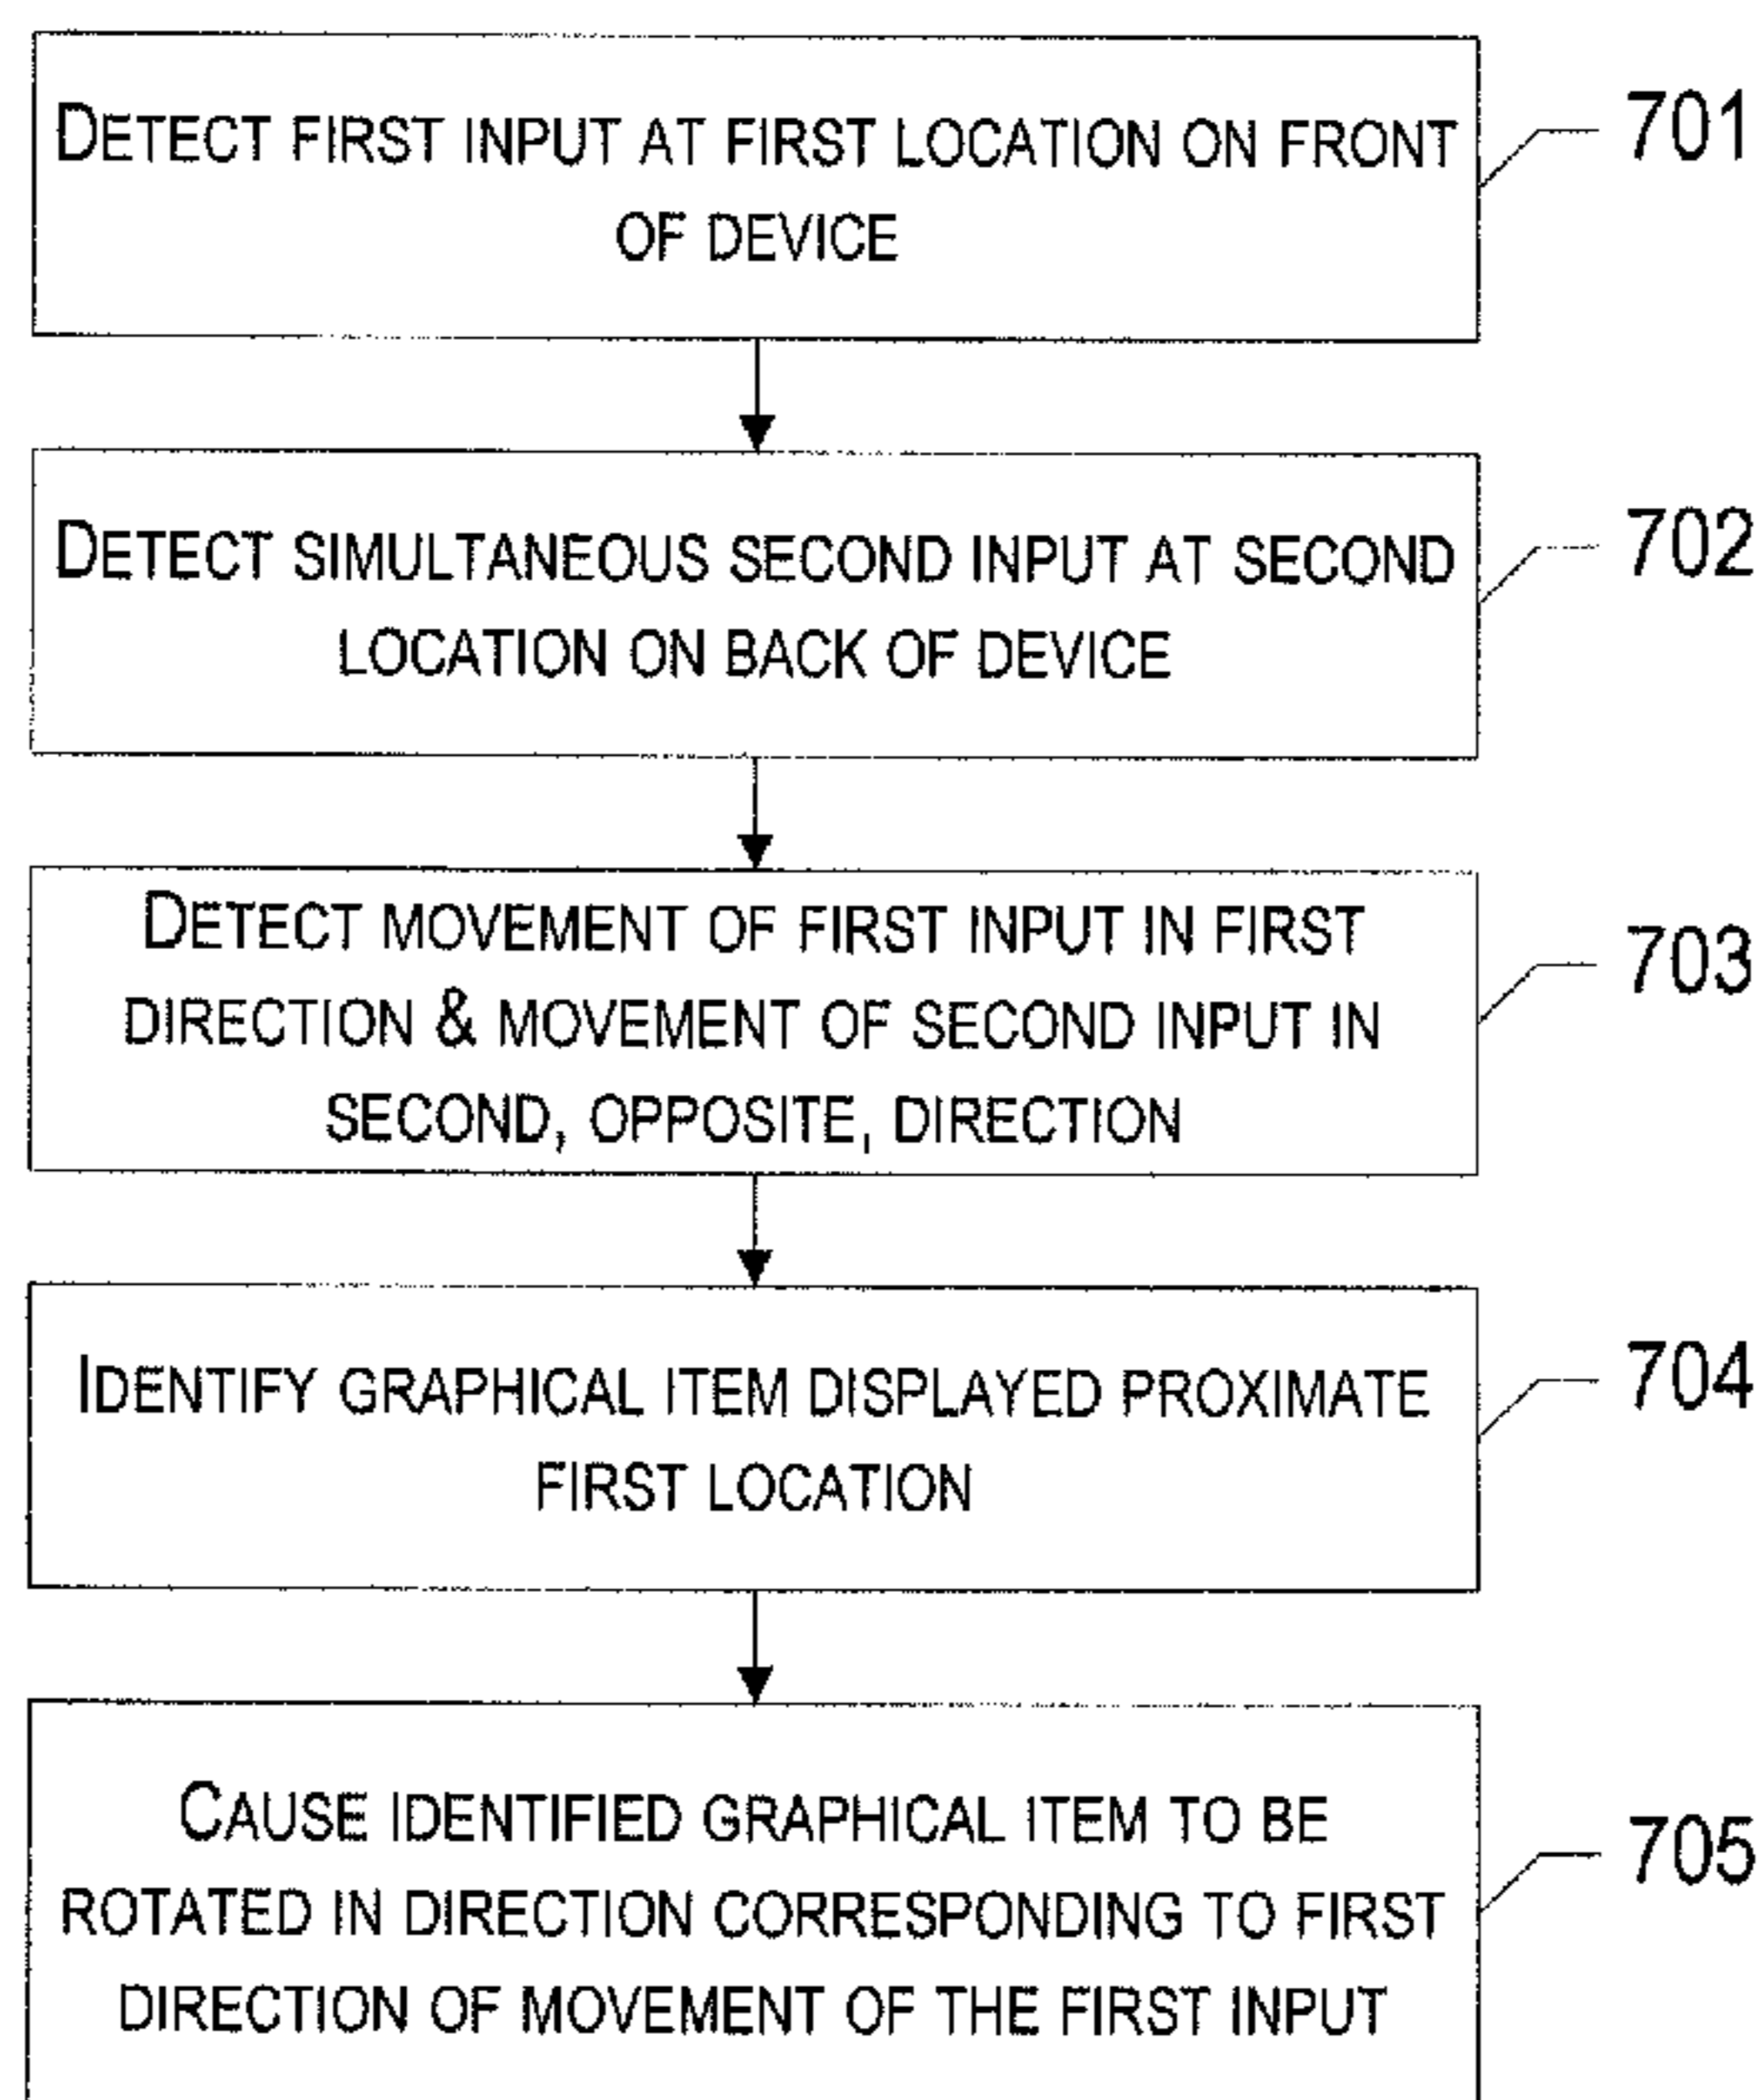 DETECT FIRST INPUT AT FIRST LOCATION ON FRONT
OF DEVICE
701
DETECT SIMULTANEOUS SECOND INPUT AT SECOND
LOCATION ON BACK OF DEVICE
702
DETECT MOVEMENT OF FIRST INPUT IN FIRST
DIRECTION & MOVEMENT OF SECOND INPUT IN
SECOND, OPPOSITE, DIRECTION
703
IDENTIFY GRAPHICAL ITEM DISPLAYED PROXIMATE
FIRST LOCATION
704
CAUSE IDENTIFIED GRAPHICAL ITEM TO BE
ROTATED IN DIRECTION CORRESPONDING TO FIRST
DIRECTION OF MOVEMENT OF THE FIRST INPUT
705